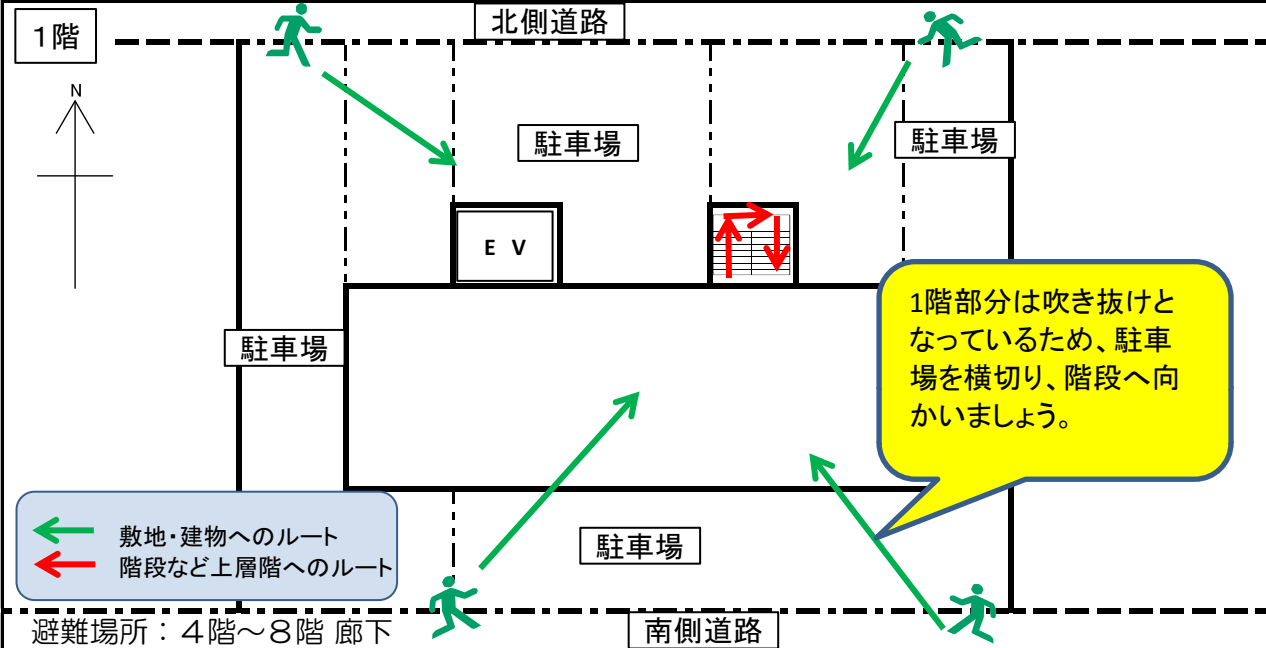 1階
北側道路
N
駐車場
駐車場
E V
1階部分は吹き抜けと
なっているため、駐車
場を横切り、階段へ向
かいましょう。
駐車場
敷地・建物へのルート
階段など上層階へのルート
駐車場
避難場所：４階～８階 廊下
南側道路